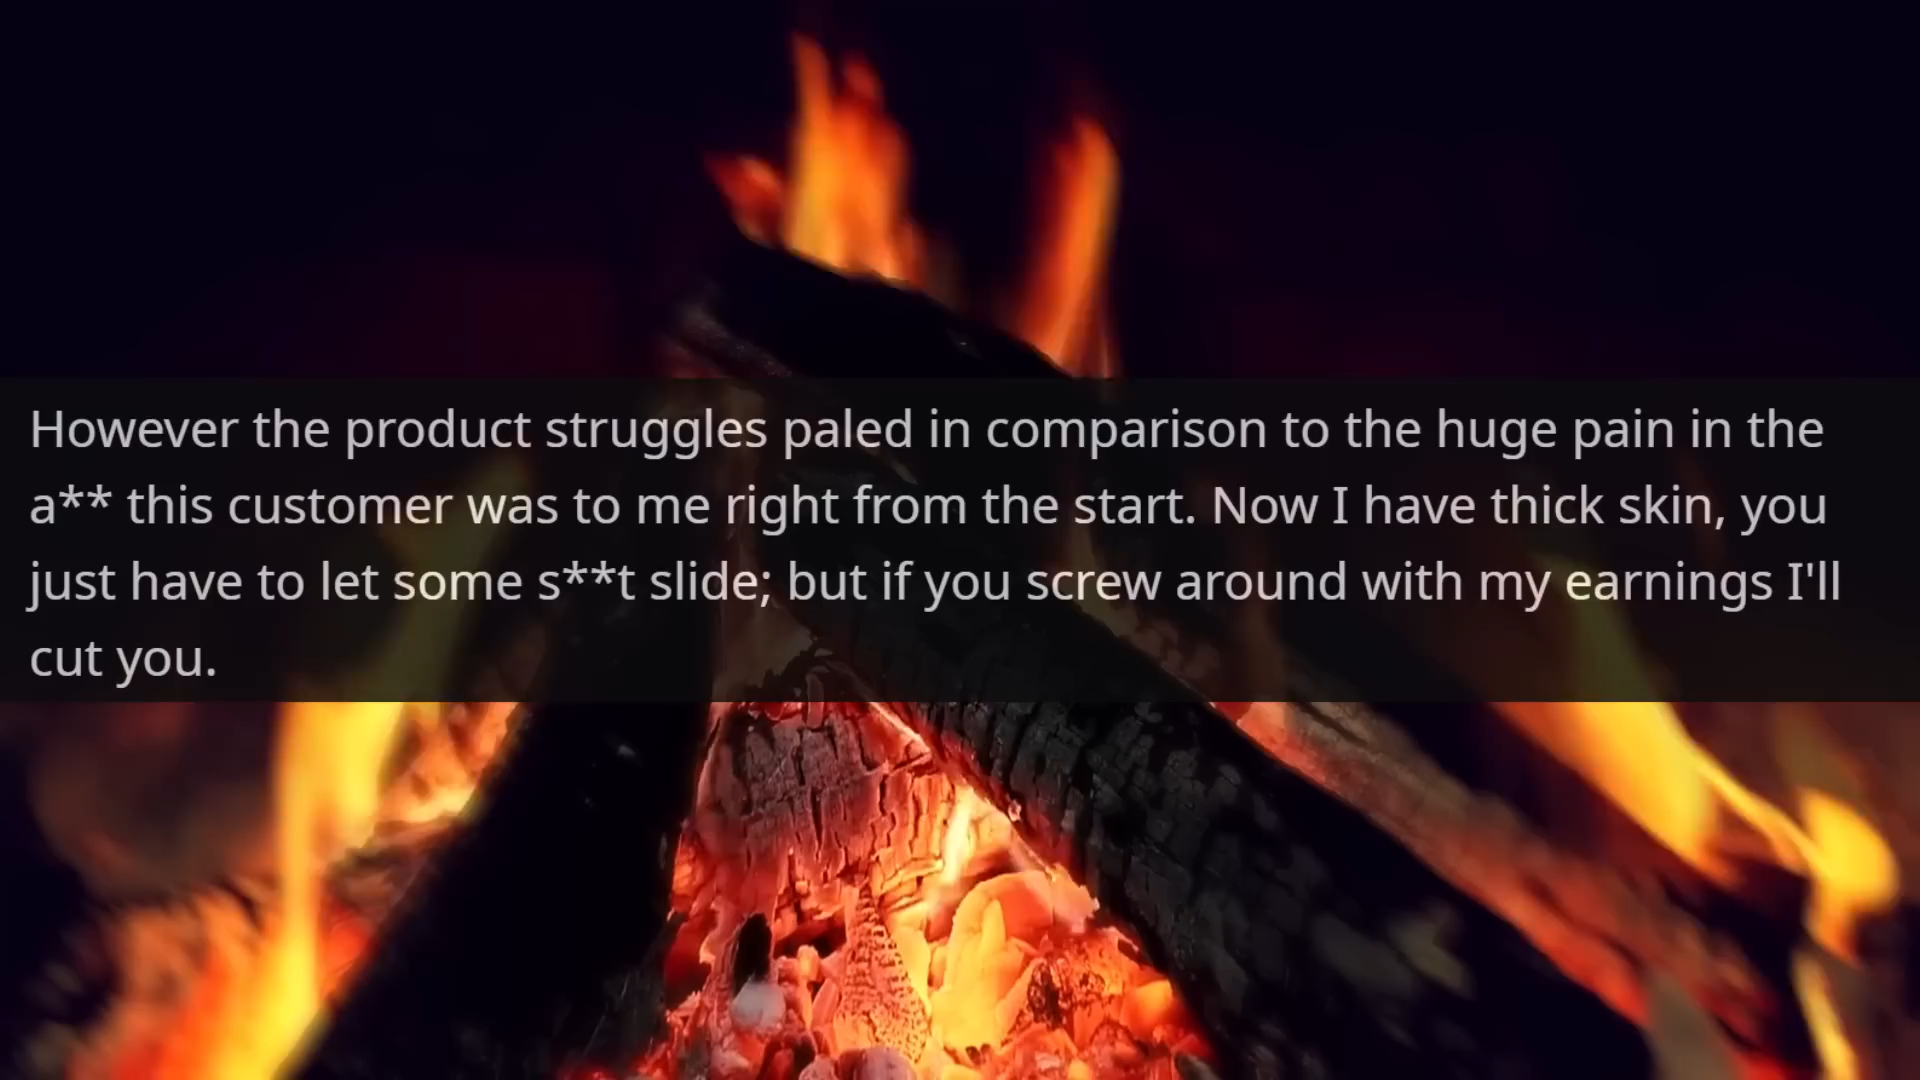 However the product struggles paled in comparison to the huge pain in the
a** this customer was to me right from the start. Now I have thick skin, you
just have to let some s**t slide; but if you screw around with my earnings I'll
cut you.